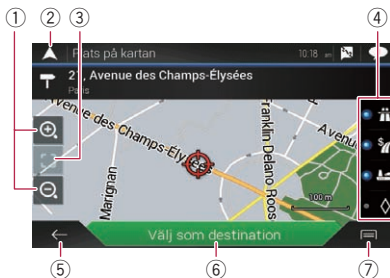 ① ② ③ ④
Plats på kartan 10:18
21, Avenue des Champs-Élysées
Paris
Avenue des Champs-Élysées
Marignan
Franklin Delano Roos
Avenu
100 m
Välj som destination
⑤ ⑥ ⑦